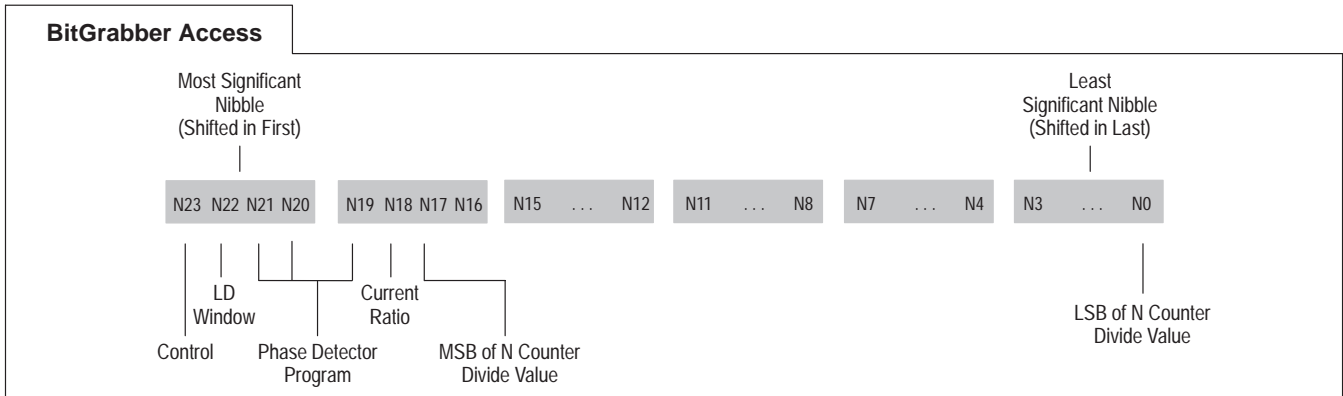 BitGrabber Access
Most Significant
Nibble
(Shifted in First)
Least
Significant Nibble
(Shifted in Last)
N23 N22 N21 N20 N19 N18 N17 N16 N15 . . . N12 N11 . . . N8 N7 . . . N4 N3 . . . N0
LD
Window
Current
Ratio
LSB of N Counter
Divide Value
Control
Phase Detector
Program
MSB of N Counter
Divide Value